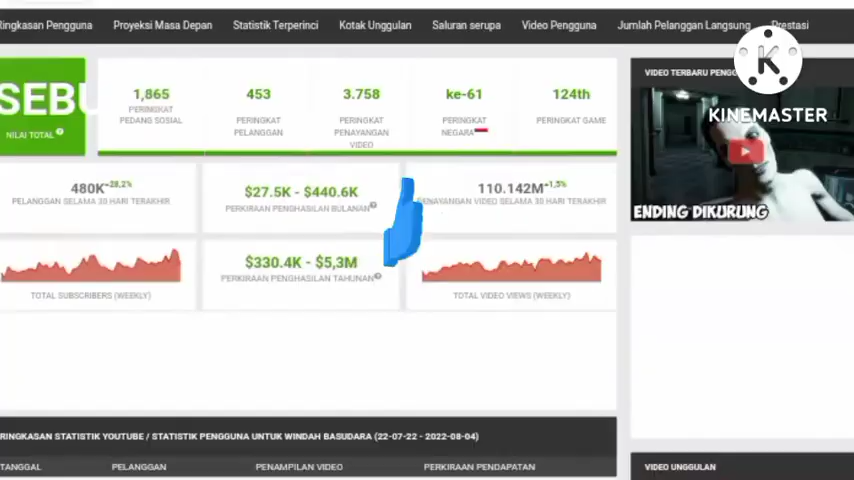 Ringkasan Pengguna Proyeksi Masa Depan Statistik Terperinci Kotak Unggulan Saluran serupa Video Pengguna Jumlah Pelanggan Langsung Prestasi
SEBU
NILAI TOTAL
1,865
PERINGKAT
PEDANG SOSIAL
453
PERINGKAT
PELANGGAN
3.758
PERINGKAT
PENAYANGAN
VIDEO
ke-61
PERINGKAT
NEGARA
124th
PERINGKAT GAME
VIDEO TERBARU
K
KINEMASTER
ENDING DIKURUNG
480K+28,2%
PELANGGAN SELAMA 30 HARI TERAKHIR
$27.5K - $440.6K
PERKIRAAN PENGHASILAN BULANAN
110.142M+1,5%
PENAYANGAN VIDEO SELAMA 30 HARI TERAKHIR
TOTAL SUBSCRIBERS (WEEKLY)
$330.4K - $5,3M
PERKIRAAN PENGHASILAN TAHUNAN
TOTAL VIDEO VIEWS (WEEKLY)
RINGKASAN STATISTIK YOUTUBE / STATISTIK PENGGUNA UNTUK WINDAH BASUDARA (22-07-22 - 2022-08-04)
TANGGAL PELANGGAN PENAMPILAN VIDEO PERKIRAAN PENDAPATAN
VIDEO UNGGULAN